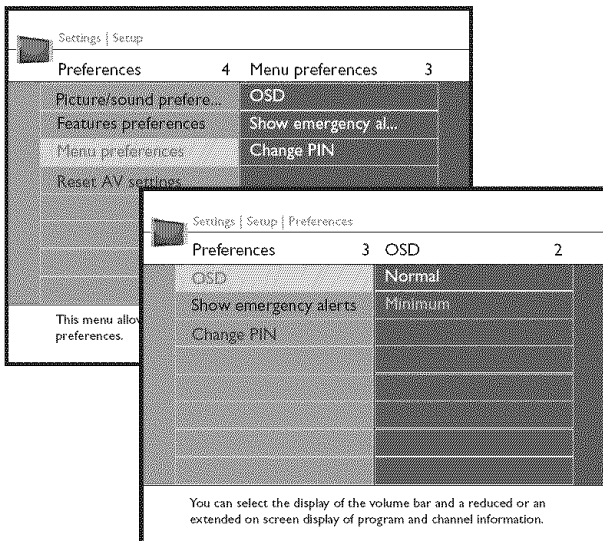 Settings | Setup
Preferences 4 Menu preferences 3
Picture/sound prefere... OSD
Features preferences Show emergency al...
Menu preferences Change PIN
Reset AV settings
This menu allow
preferences.
Settings | Setup | Preferences
Preferences 3 OSD 2
OSD Normal
Show emergency alerts Minimum
Change PIN
You can select the display of the volume bar and a reduced or an
extended on screen display of program and channel information.